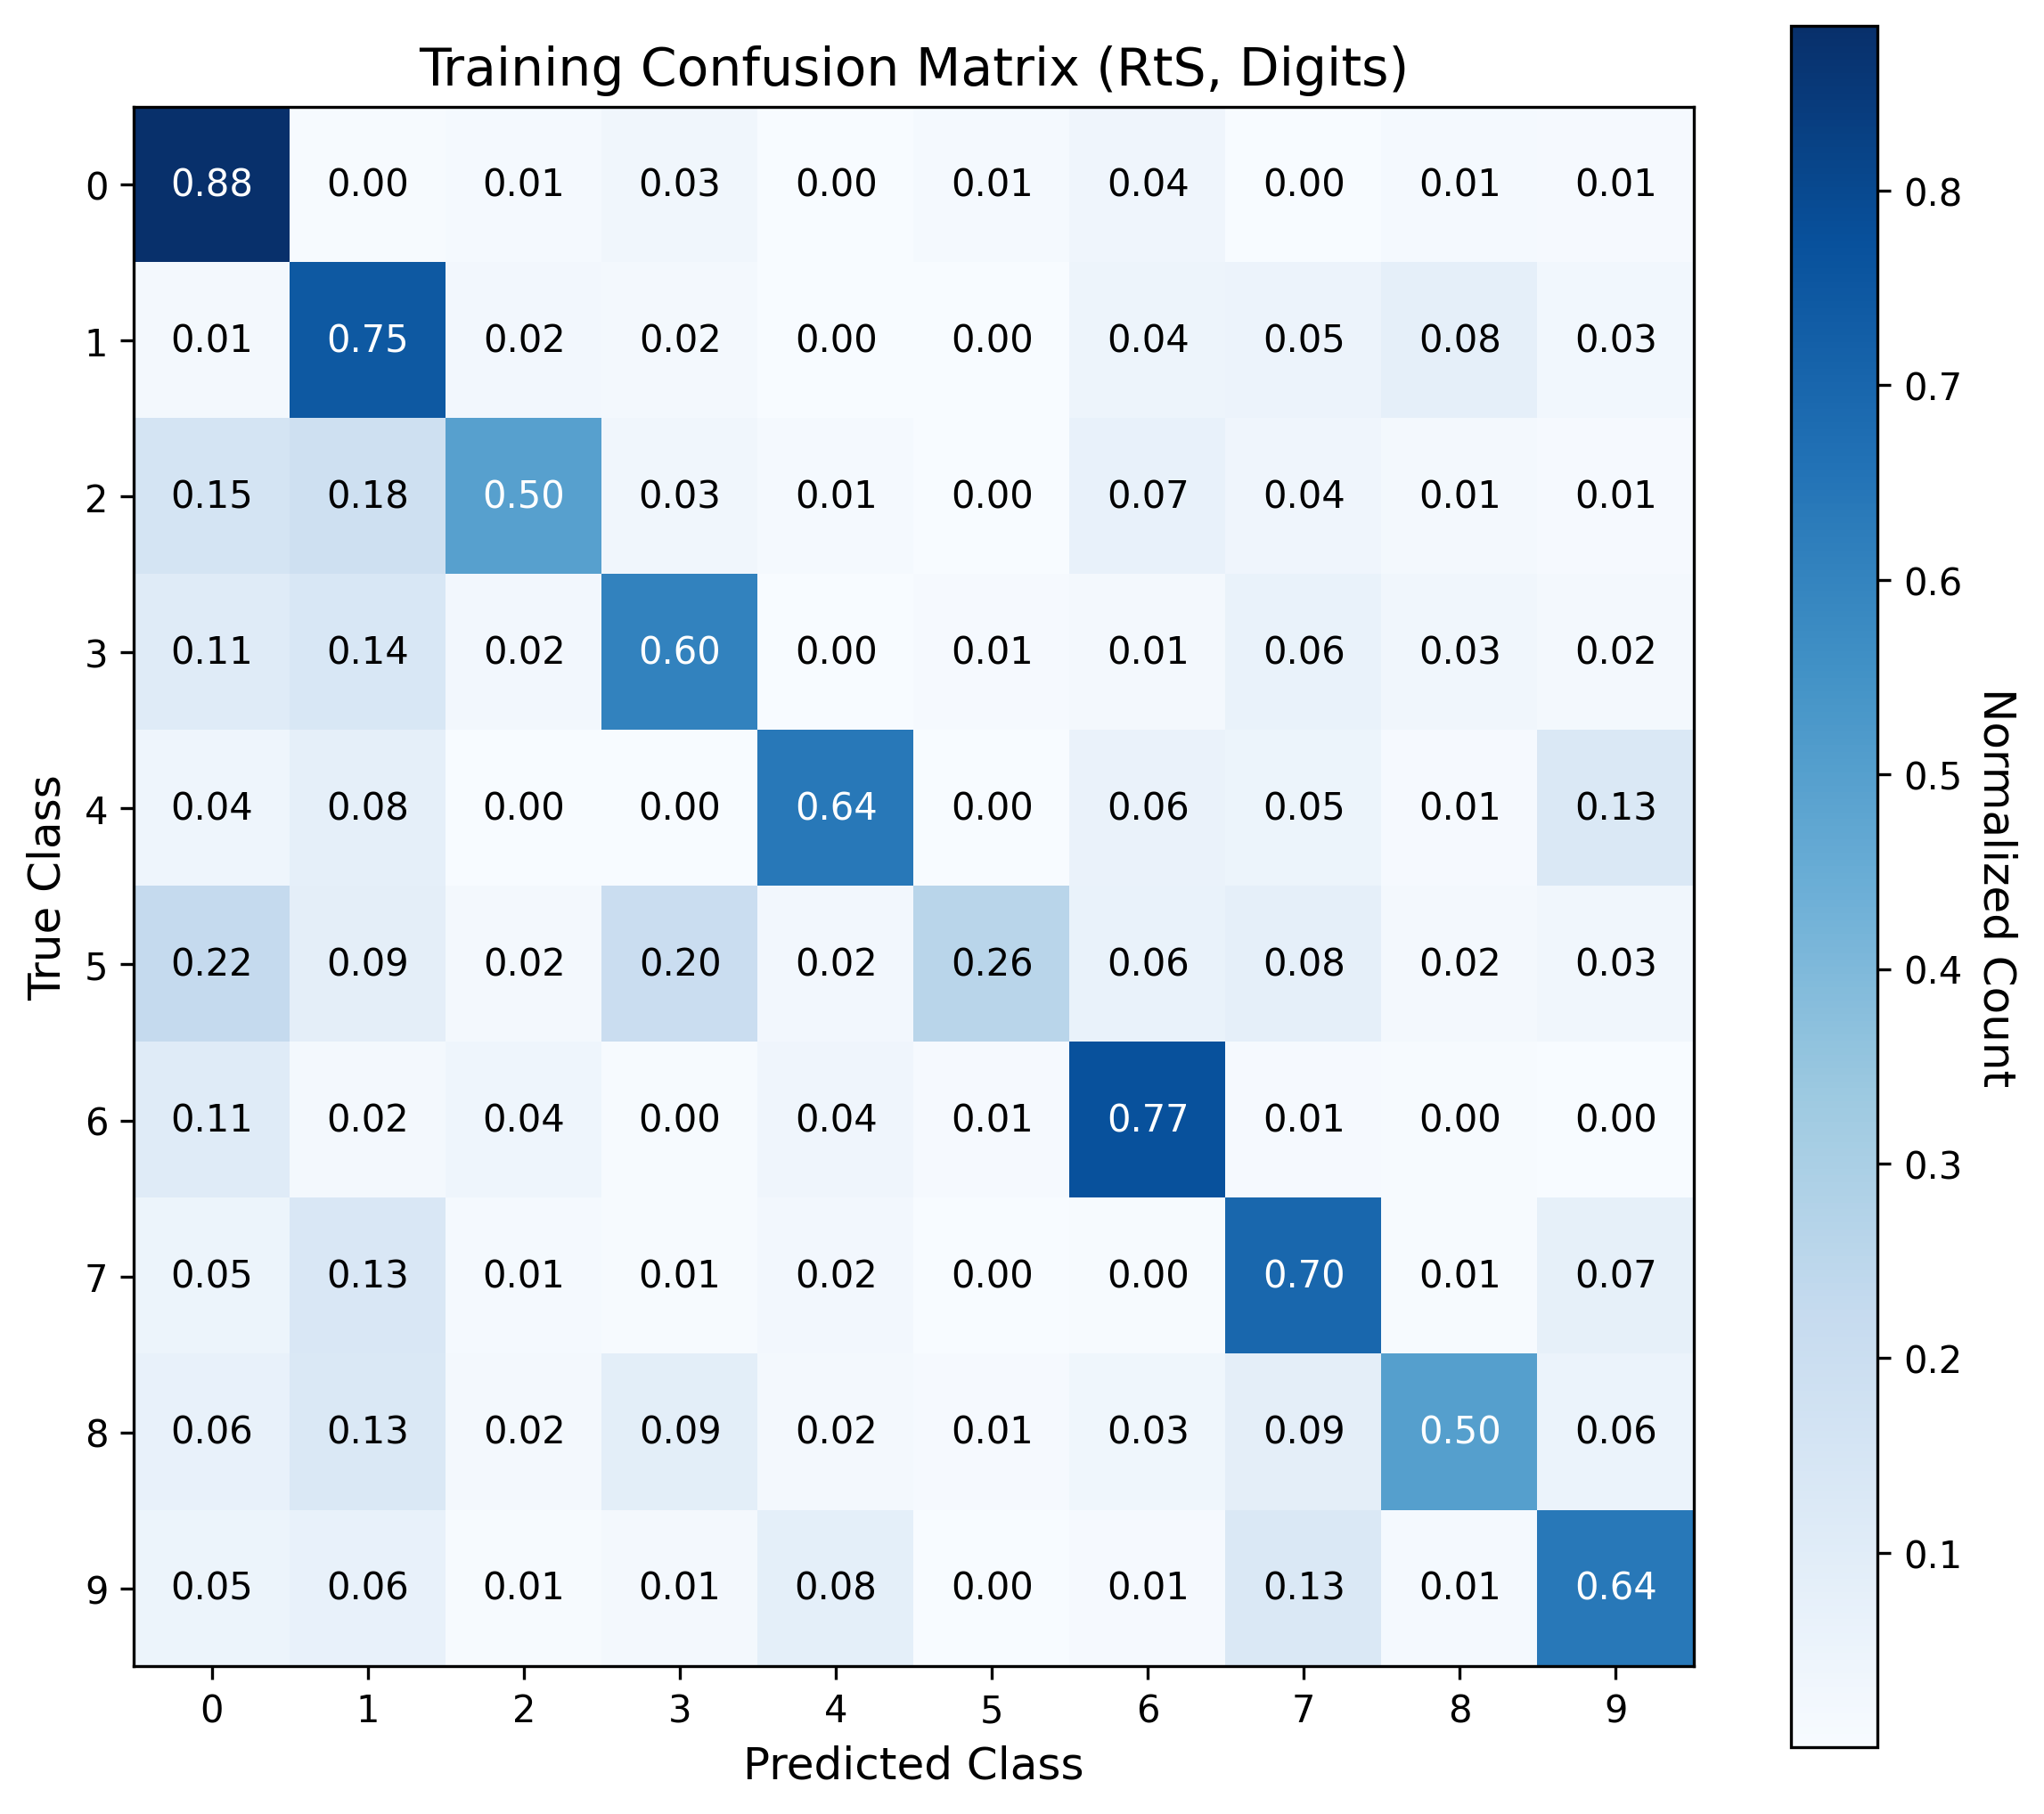 Training Confusion Matrix (RtS, Digits)
0 0.88 0.00 0.01 0.03 0.00 0.01 0.04 0.00 0.01 0.01
1 0.01 0.75 0.02 0.02 0.00 0.00 0.04 0.05 0.08 0.03
2 0.15 0.18 0.50 0.03 0.01 0.00 0.07 0.04 0.01 0.01
3 0.11 0.14 0.02 0.60 0.00 0.01 0.01 0.06 0.03 0.02
4 0.04 0.08 0.00 0.00 0.64 0.00 0.06 0.05 0.01 0.13
5 0.22 0.09 0.02 0.20 0.02 0.26 0.06 0.08 0.02 0.03
6 0.11 0.02 0.04 0.00 0.04 0.01 0.77 0.01 0.00 0.00
7 0.05 0.13 0.01 0.01 0.02 0.00 0.00 0.70 0.01 0.07
8 0.06 0.13 0.02 0.09 0.02 0.01 0.03 0.09 0.50 0.06
9 0.05 0.06 0.01 0.01 0.08 0.00 0.01 0.13 0.01 0.64
0 1 2 3 4 5 6 7 8 9
Predicted Class
True Class
0.8
0.7
0.6
0.5
0.4
0.3
0.2
0.1
Normalized Count